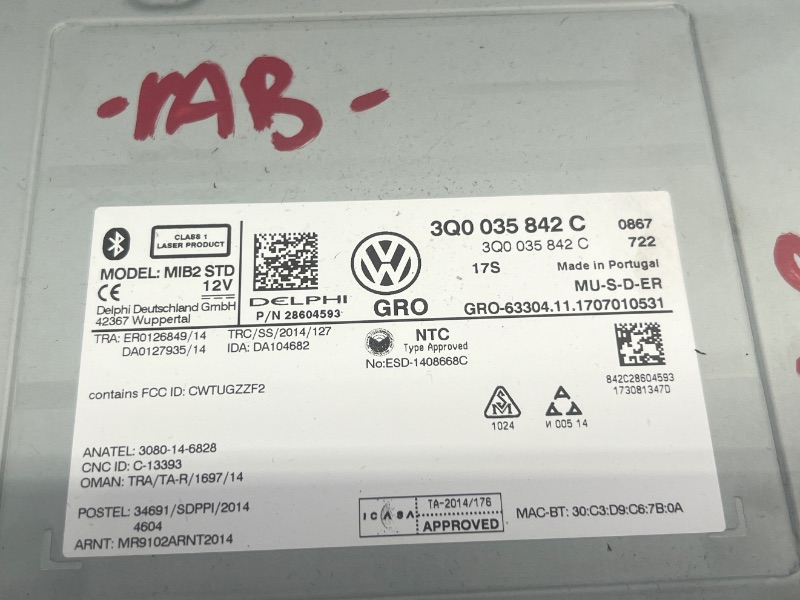 -MAB-
CLASS 1
LASER PRODUCT
MODEL: MIB2 STD
12V
CE
Delphi Deutschland GmbH
42367 Wuppertal
DELPHI
P/N 28604593
VW
GRO
3Q0 035 842 C 0867
3Q0 035 842 C 722
17S Made in Portugal
MU-S-D-ER
GRO-63304.11.1707010531
TRA: ER0126849/14
DA0127935/14
TRC/SS/2014/127
IDA: DA104682
NTC
Type Approved
No:ESD-1408668C
contains FCC ID: CWTUGZZF2
842C28604593
173081347D
1024
И 005 14
ANATEL: 3080-14-6828
CNC ID: C-13393
OMAN: TRA/TA-R/1697/14
POSTEL: 34691/SDPPI/2014
4604
ARNT: MR9102ARNT2014
ICASA
TA-2014/176
APPROVED
MAC-BT: 30:C3:D9:C6:7B:0A